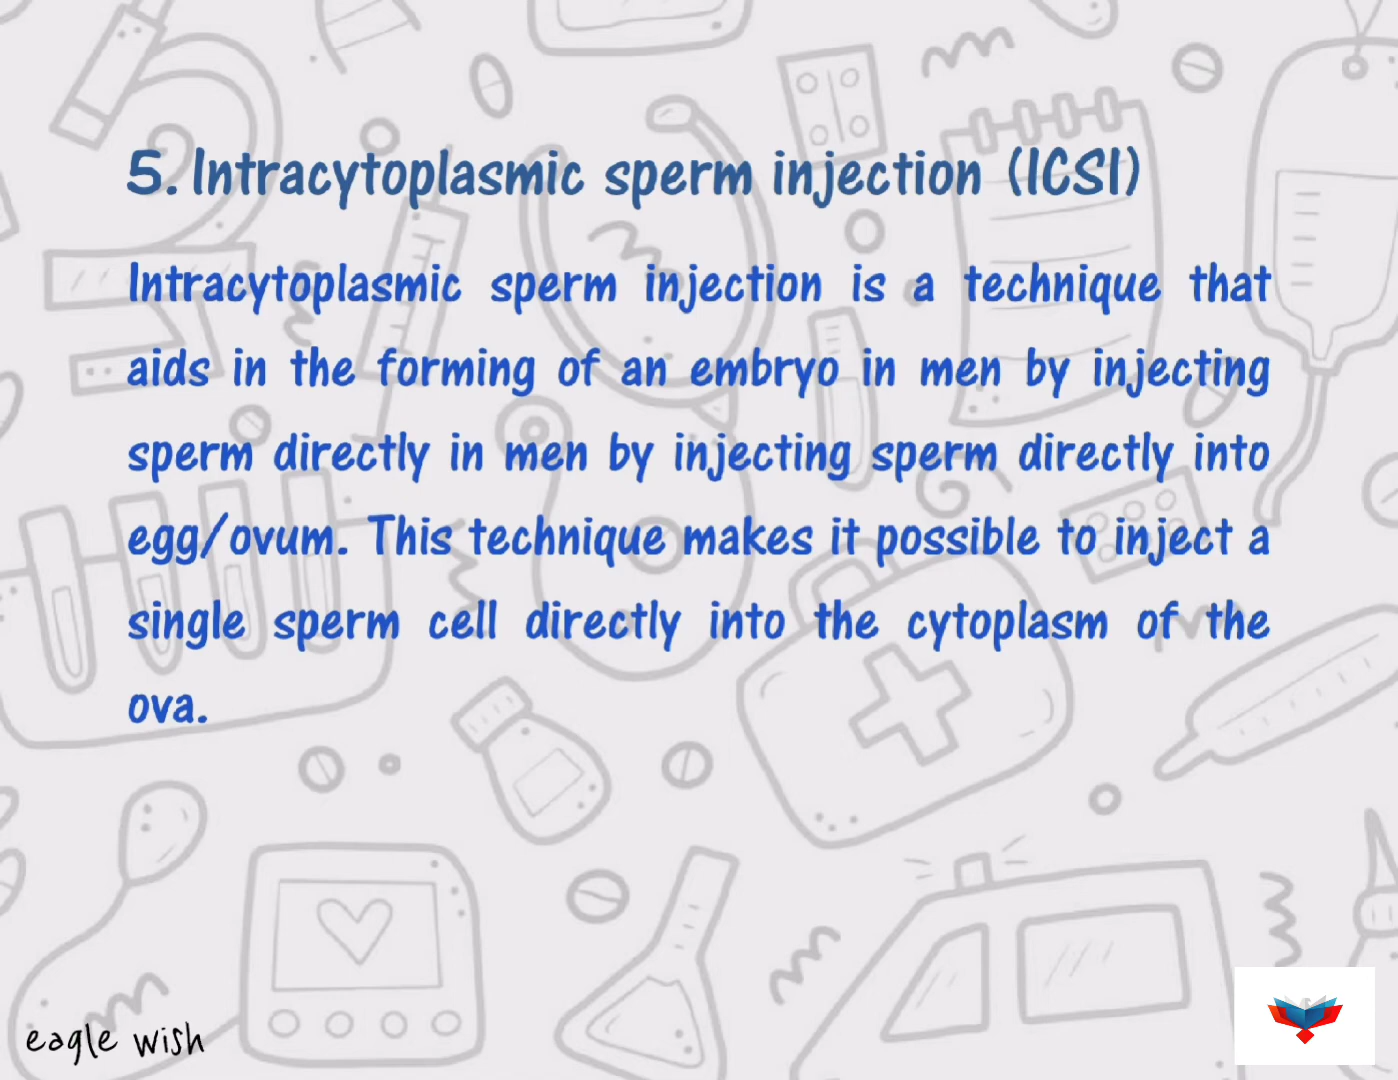 5. Intracytoplasmic sperm injection (ICSI)
Intracytoplasmic sperm injection is a technique that
aids in the forming of an embryo in men by injecting
sperm directly in men by injecting sperm directly into
egg/ovum. This technique makes it possible to inject a
single sperm cell directly into the cytoplasm of the
ova.
eagle wish